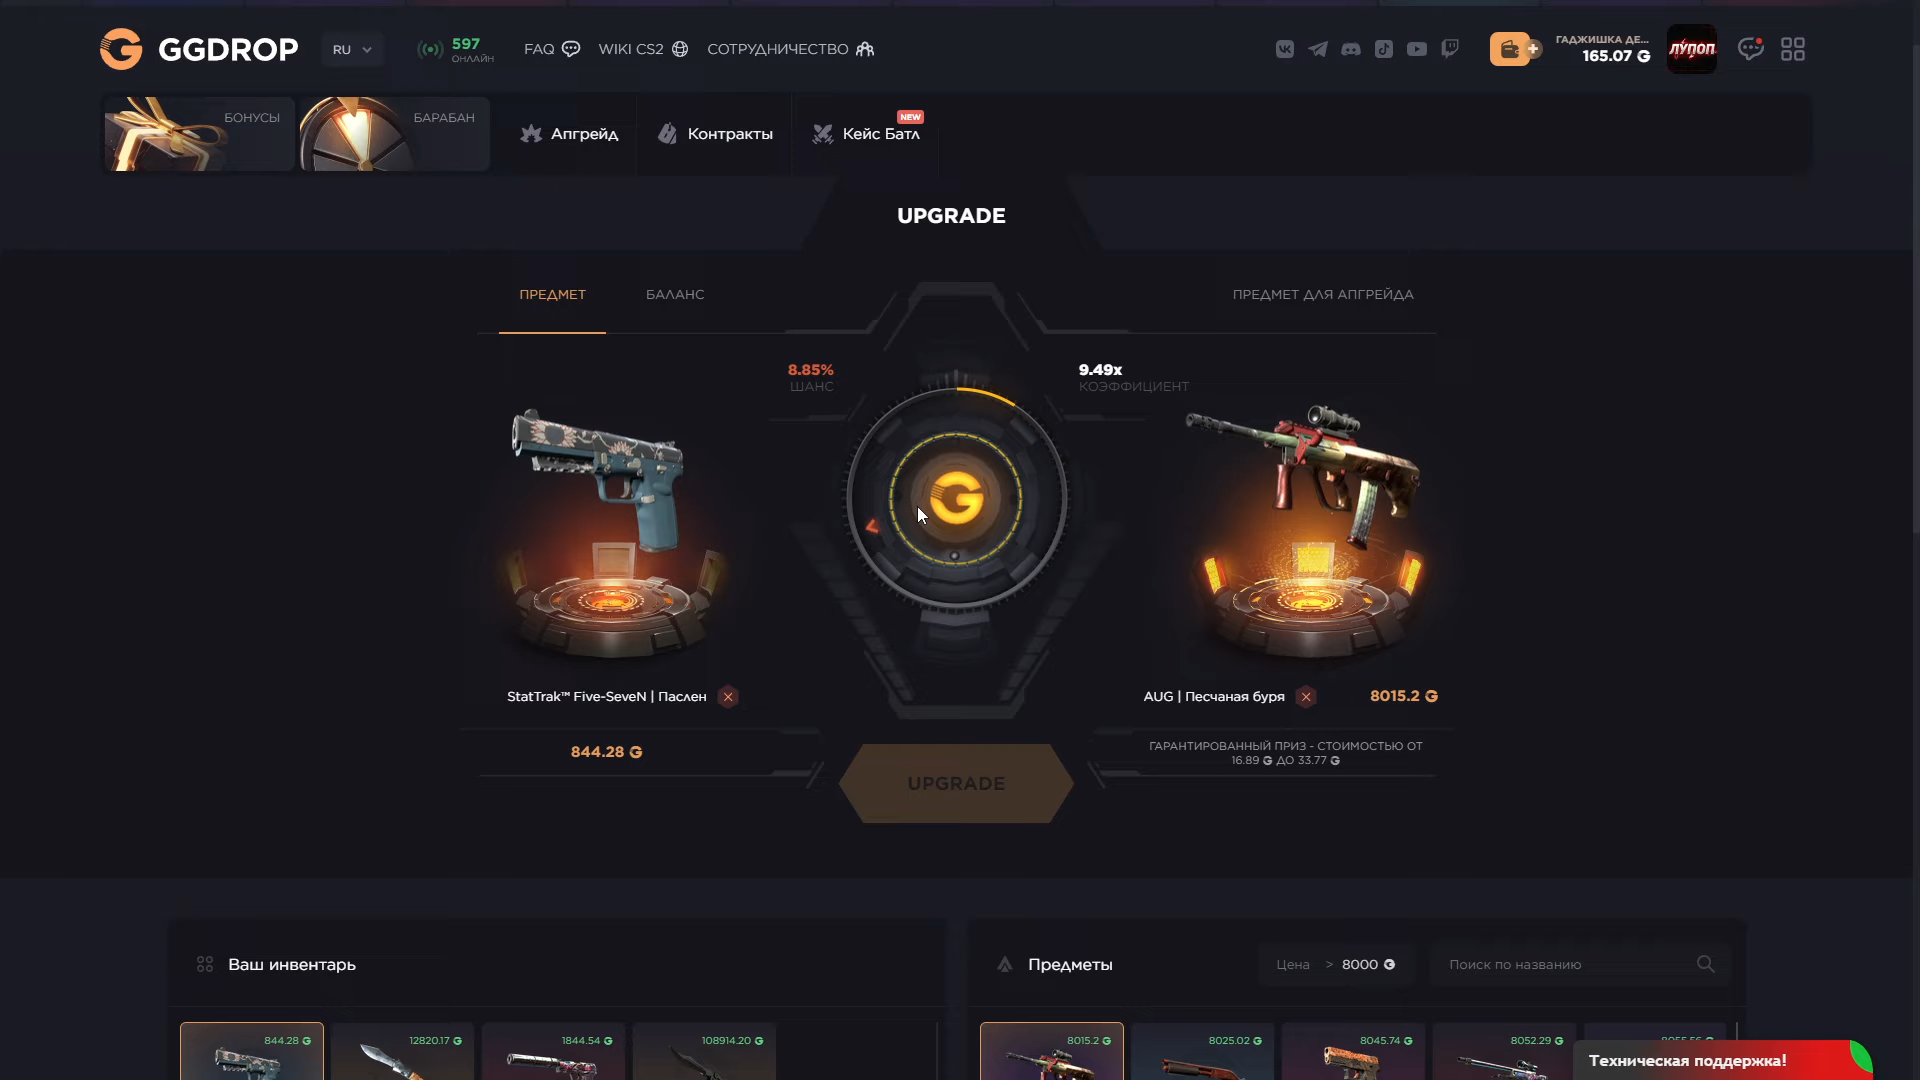 GGDROP
RU
597
ОНЛАЙН
FAQ
WIKI CS2
СОТРУДНИЧЕСТВО
ГАДЖИШКА ДЕ...
165.07
ЛУПОП
БОНУСЫ
БАРАБАН
Апгрейд
Контракты
NEW
Кейс Батл
UPGRADE
ПРЕДМЕТ
БАЛАНС
ПРЕДМЕТ ДЛЯ АПГРЕЙДА
8.85%
ШАНС
9.49x
КОЭФФИЦИЕНТ
StatTrak™ Five-SeveN | Паслен
844.28
AUG | Песчаная буря
8015.2
ГАРАНТИРОВАННЫЙ ПРИЗ - СТОИМОСТЬЮ ОТ
16.89 ДО 33.77
UPGRADE
Ваш инвентарь
Предметы
Цена > 8000
Поиск по названию
844.28
12820.17
1844.54
108914.20
8015.2
8025.02
8045.74
8052.29
Техническая поддержка!